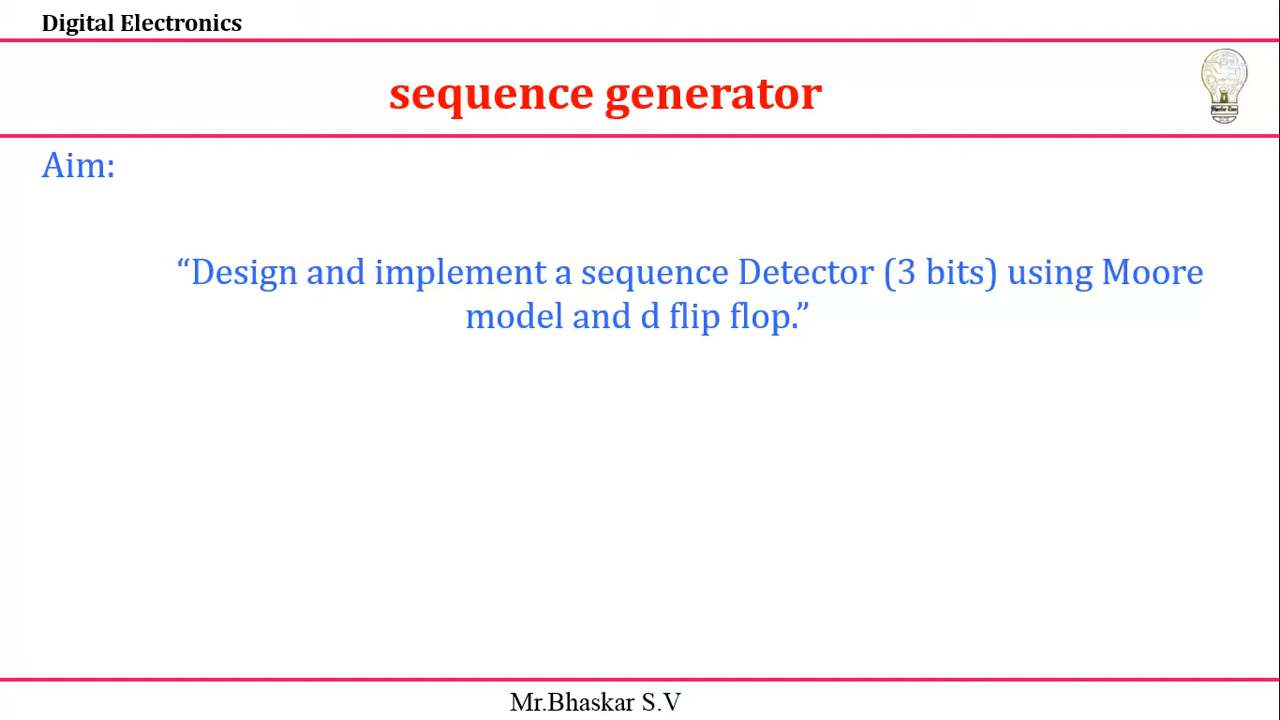 Digital Electronics
sequence generator
Aim:
“Design and implement a sequence Detector (3 bits) using Moore
model and d flip flop.”
Mr.Bhaskar S.V